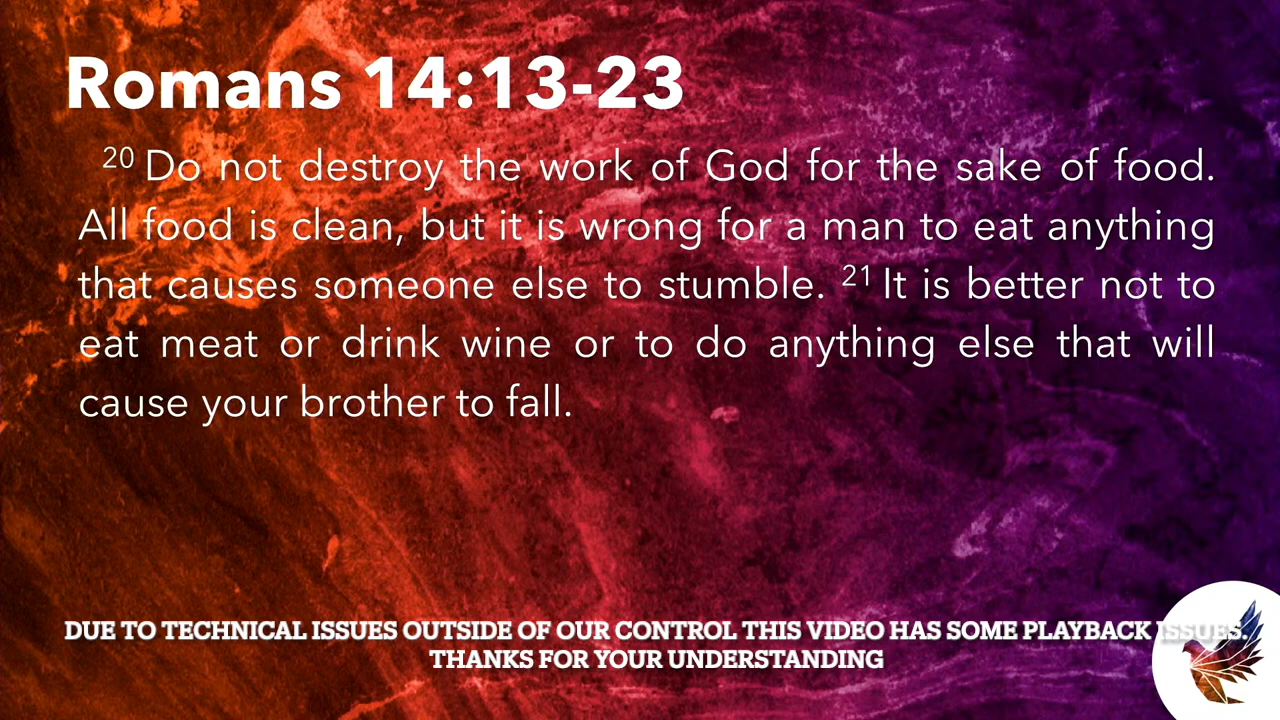 Romans 14:13-23
20 Do not destroy the work of God for the sake of food.
All food is clean, but it is wrong for a man to eat anything
that causes someone else to stumble. 21 It is better not to
eat meat or drink wine or to do anything else that will
cause your brother to fall.
DUE TO TECHNICAL ISSUES OUTSIDE OF OUR CONTROL THIS VIDEO HAS SOME PLAYBACK ISSUES.
THANKS FOR YOUR UNDERSTANDING